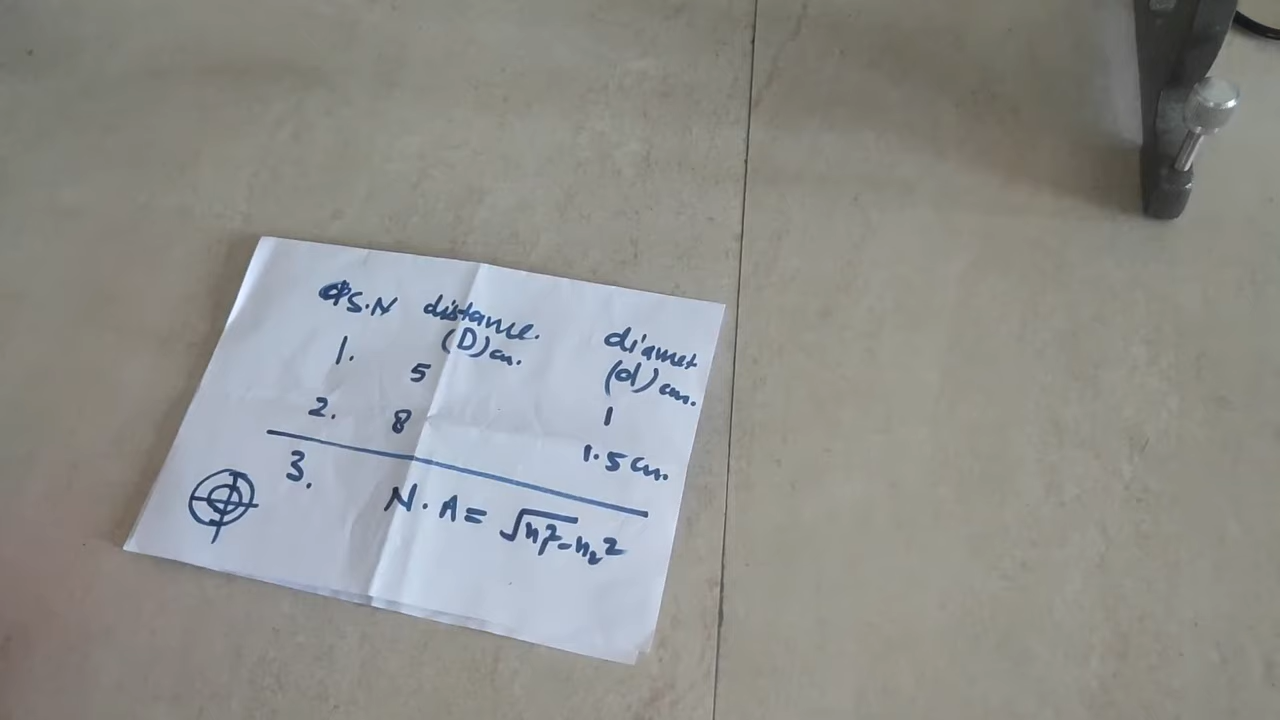 S.N distance. diamet
(D) cm. (d) cm.
1. 5 1
2. 8 1.5 cm.
3.
N.A = √n₁²-n₂²